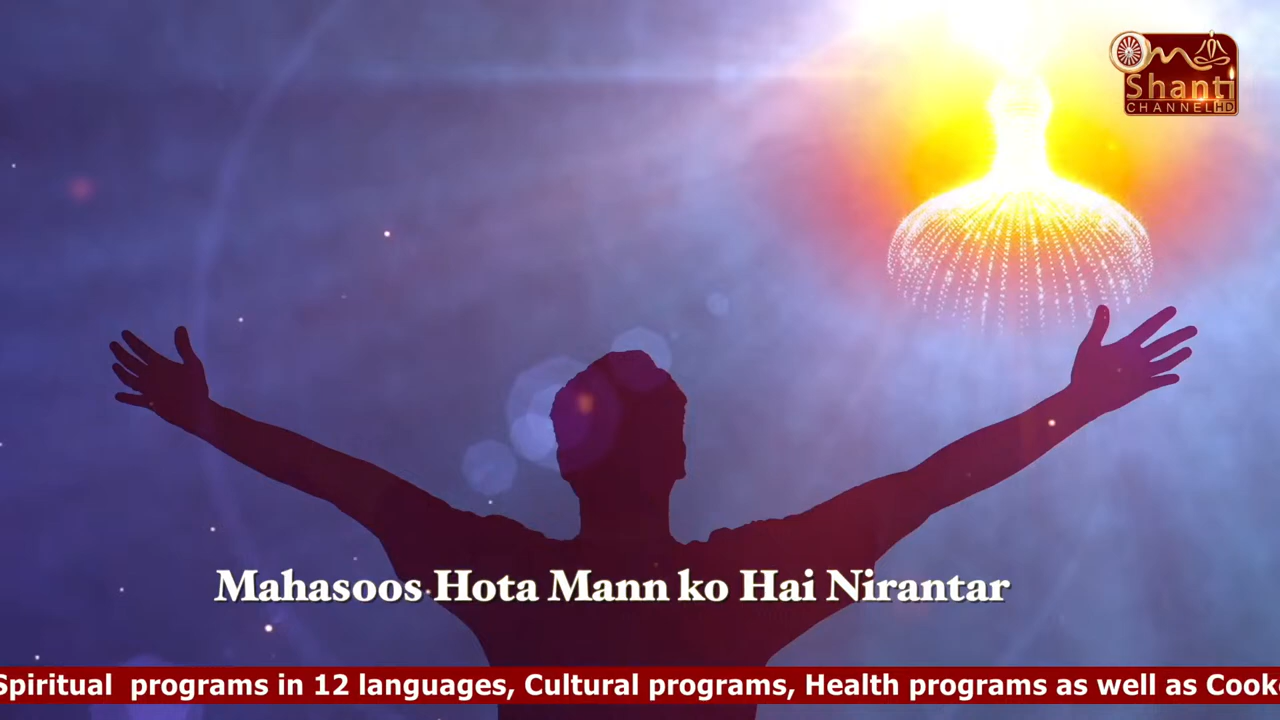 Om
Shanti
CHANNEL HD
Mahasoos Hota Mann ko Hai Nirantar
Spiritual programs in 12 languages, Cultural programs, Health programs as well as